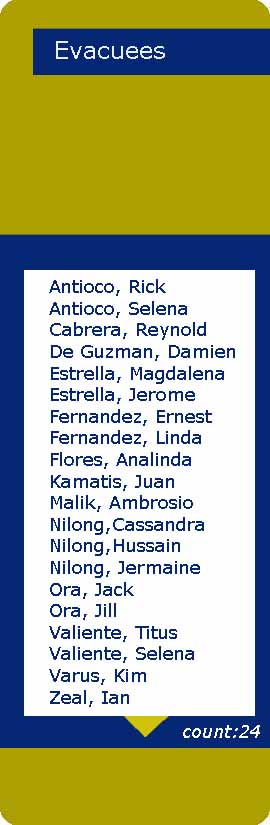 Evacuees
Antioco, Rick
Antioco, Selena
Cabrera, Reynold
De Guzman, Damien
Estrella, Magdalena
Estrella, Jerome
Fernandez, Ernest
Fernandez, Linda
Flores, Analinda
Kamatis, Juan
Malik, Ambrosio
Nilong,Cassandra
Nilong,Hussain
Nilong, Jermaine
Ora, Jack
Ora, Jill
Valiente, Titus
Valiente, Selena
Varus, Kim
Zeal, Ian
count:24